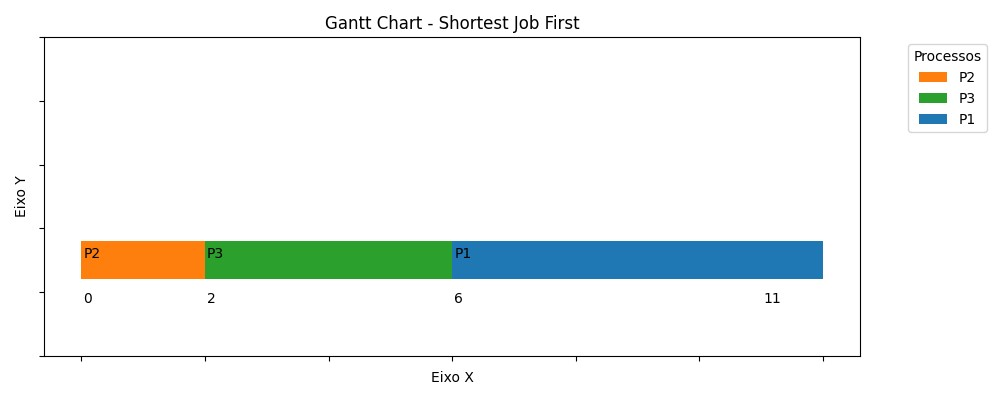 Gantt Chart - Shortest Job First
Processos
P2
P3
P1
Eixo Y
P2 P3 P1
0 2 6 11
Eixo X